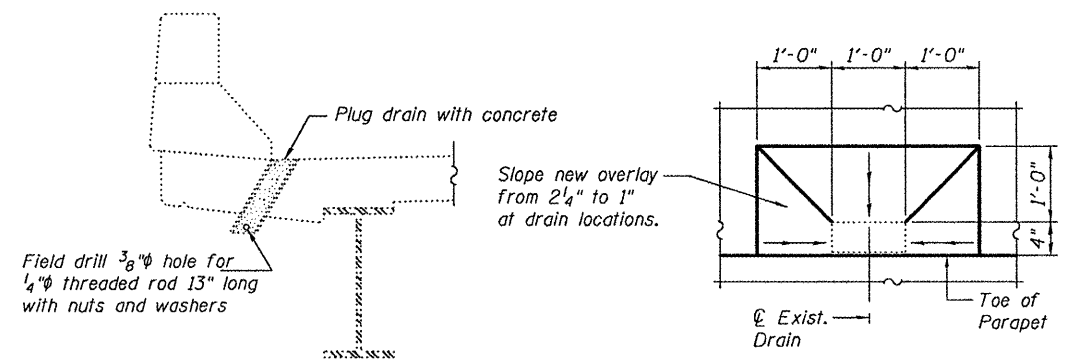 Plug drain with concrete
Field drill 3/8"ϕ hole for
1/4"ϕ threaded rod 13" long
with nuts and washers
1'-0" 1'-0" 1'-0"
Slope new overlay
from 2 1/4" to 1"
at drain locations.
1'-0"
4"
℄ Exist.
Drain
Toe of
Parapet